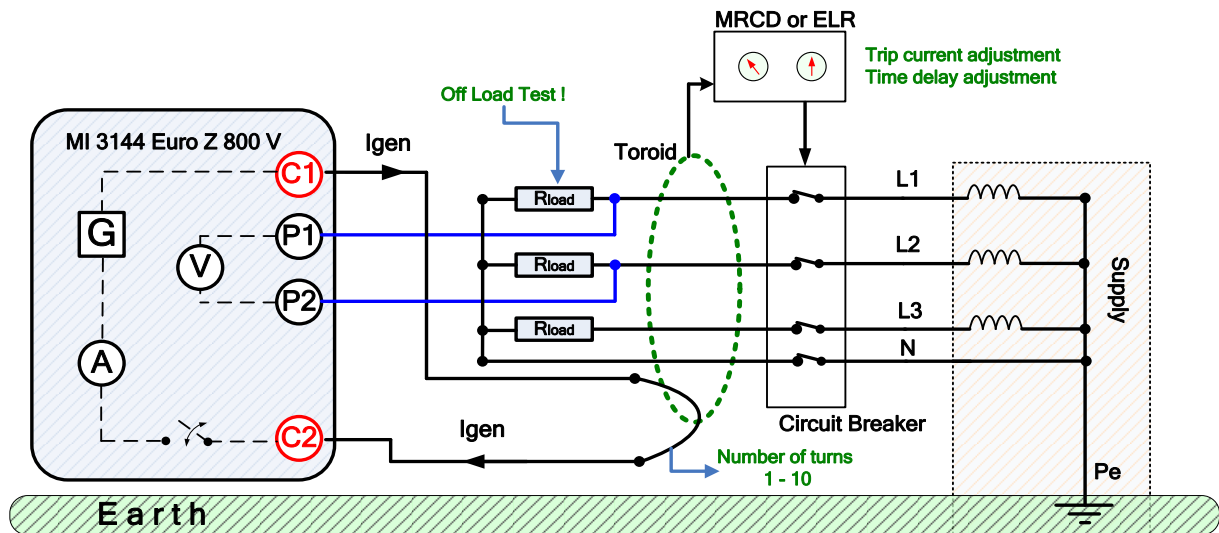 MRCD or ELR
Trip current adjustment
Time delay adjustment
Off Load Test !
MI 3144 Euro Z 800 V
Igen
Toroid
C1
G
P1
V
P2
A
C2
Rload
Rload
Rload
L1
L2
L3
N
Supply
Circuit Breaker
Igen
Number of turns
1 - 10
Pe
Earth